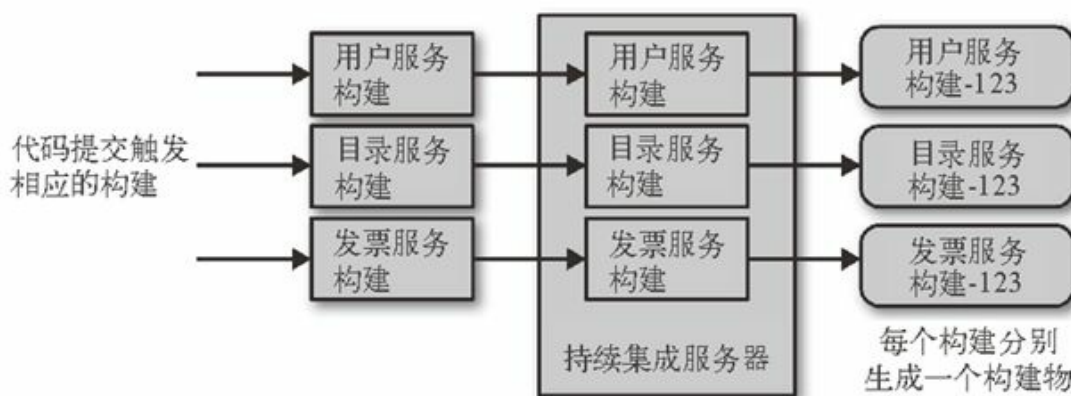 代码提交触发
相应的构建
用户服务
构建
用户服务
构建
用户服务
构建-123
目录服务
构建
目录服务
构建
目录服务
构建-123
发票服务
构建
发票服务
构建
发票服务
构建-123
持续集成服务器
每个构建分别
生成一个构建物